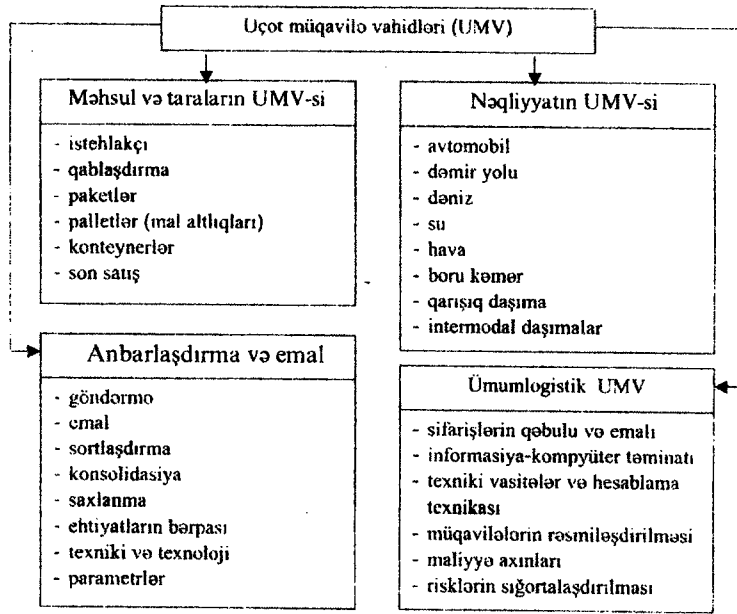 Uçot müqavilə vahidləri (UMV)
Məhsul və taraların UMV-si
- istehlakçı
- qablaşdırma
- paketlər
- palletlər (mal altlıqları)
- konteynerlər
- son satış
Nəqliyyatın UMV-si
- avtomobil
- dəmir yolu
- dəniz
- su
- hava
- boru kəmər
- qarışıq daşıma
- intermodal daşımalar
Anbarlaşdırma və emal
- göndərmə
- emal
- sortlaşdırma
- konsolidasiya
- saxlanma
- ehtiyatların bərpası
- texniki və texnoloji
- parametrlər
Ümumlogistik UMV
- sifarişlərin qəbulu və emalı
- informasiya-kompyüter təminatı
- texniki vasitələr və hesablama
texnikası
- müqavilələrin rəsmiləşdirilməsi
- maliyyə axınları
- risklərin sığortalaşdırılması